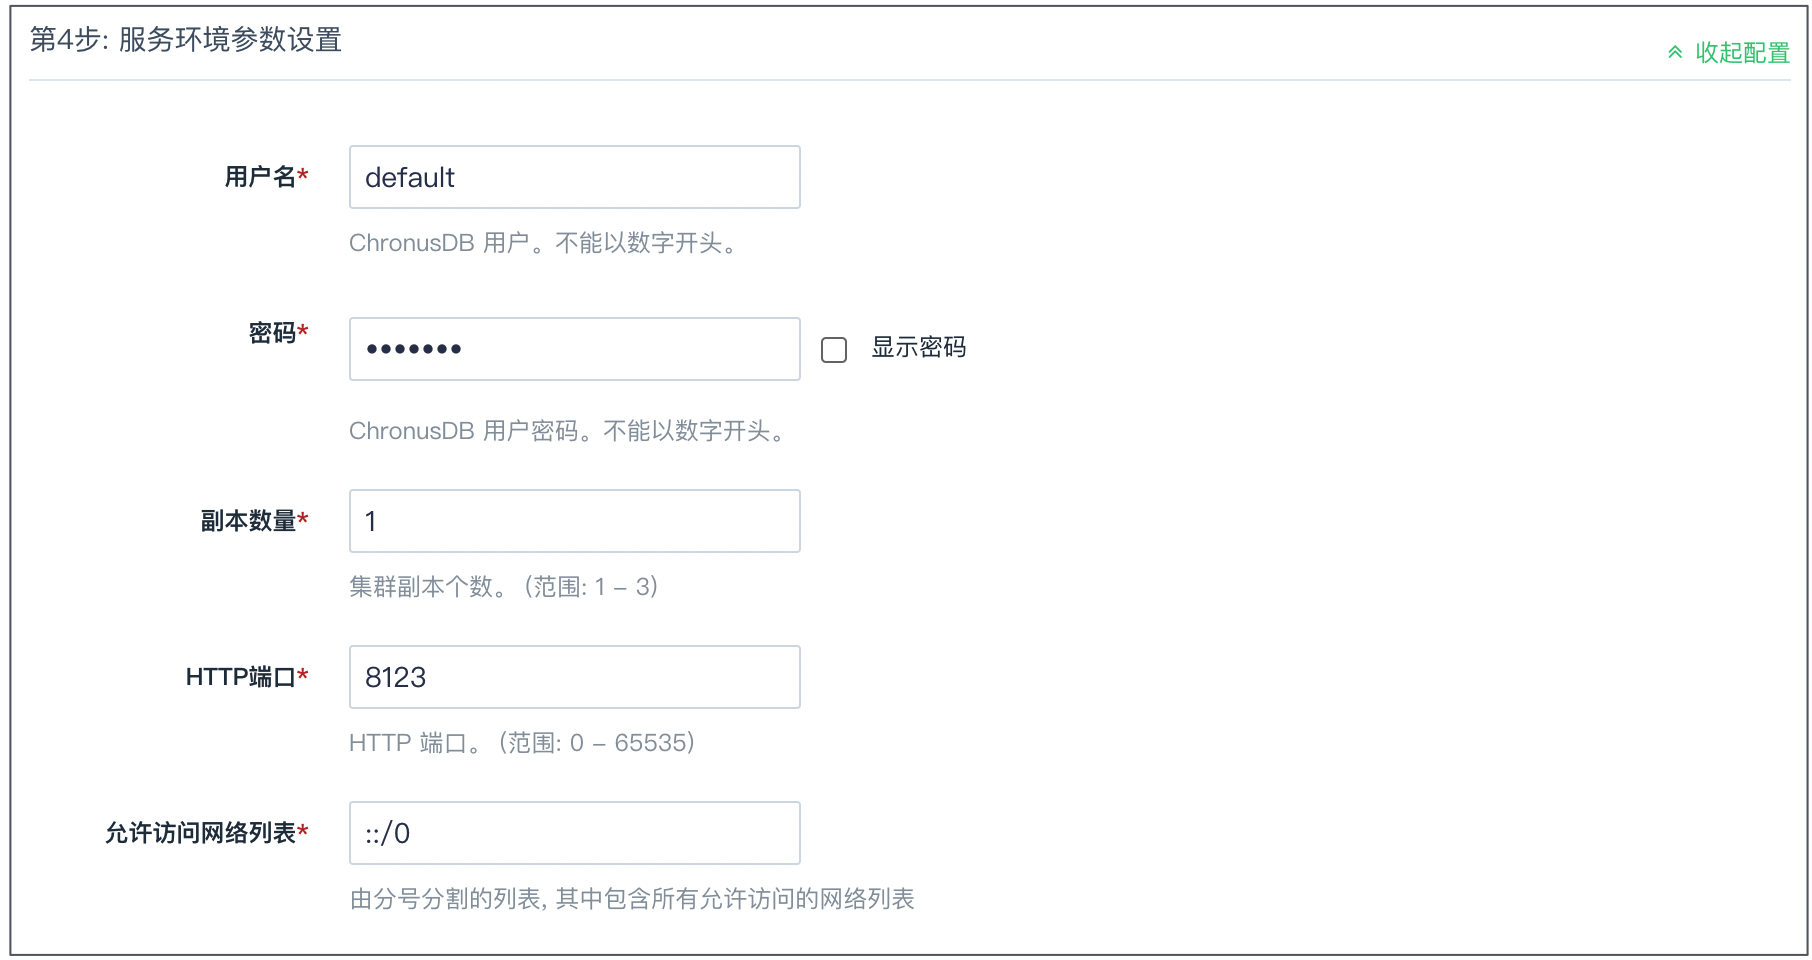 第4步: 服务环境参数设置
收起配置
用户名* default
ChronusDB 用户。不能以数字开头。
密码* ••••••• 显示密码
ChronusDB 用户密码。不能以数字开头。
副本数量* 1
集群副本个数。 (范围: 1 – 3)
HTTP端口* 8123
HTTP 端口。 (范围: 0 – 65535)
允许访问网络列表* ::/0
由分号分割的列表, 其中包含所有允许访问的网络列表